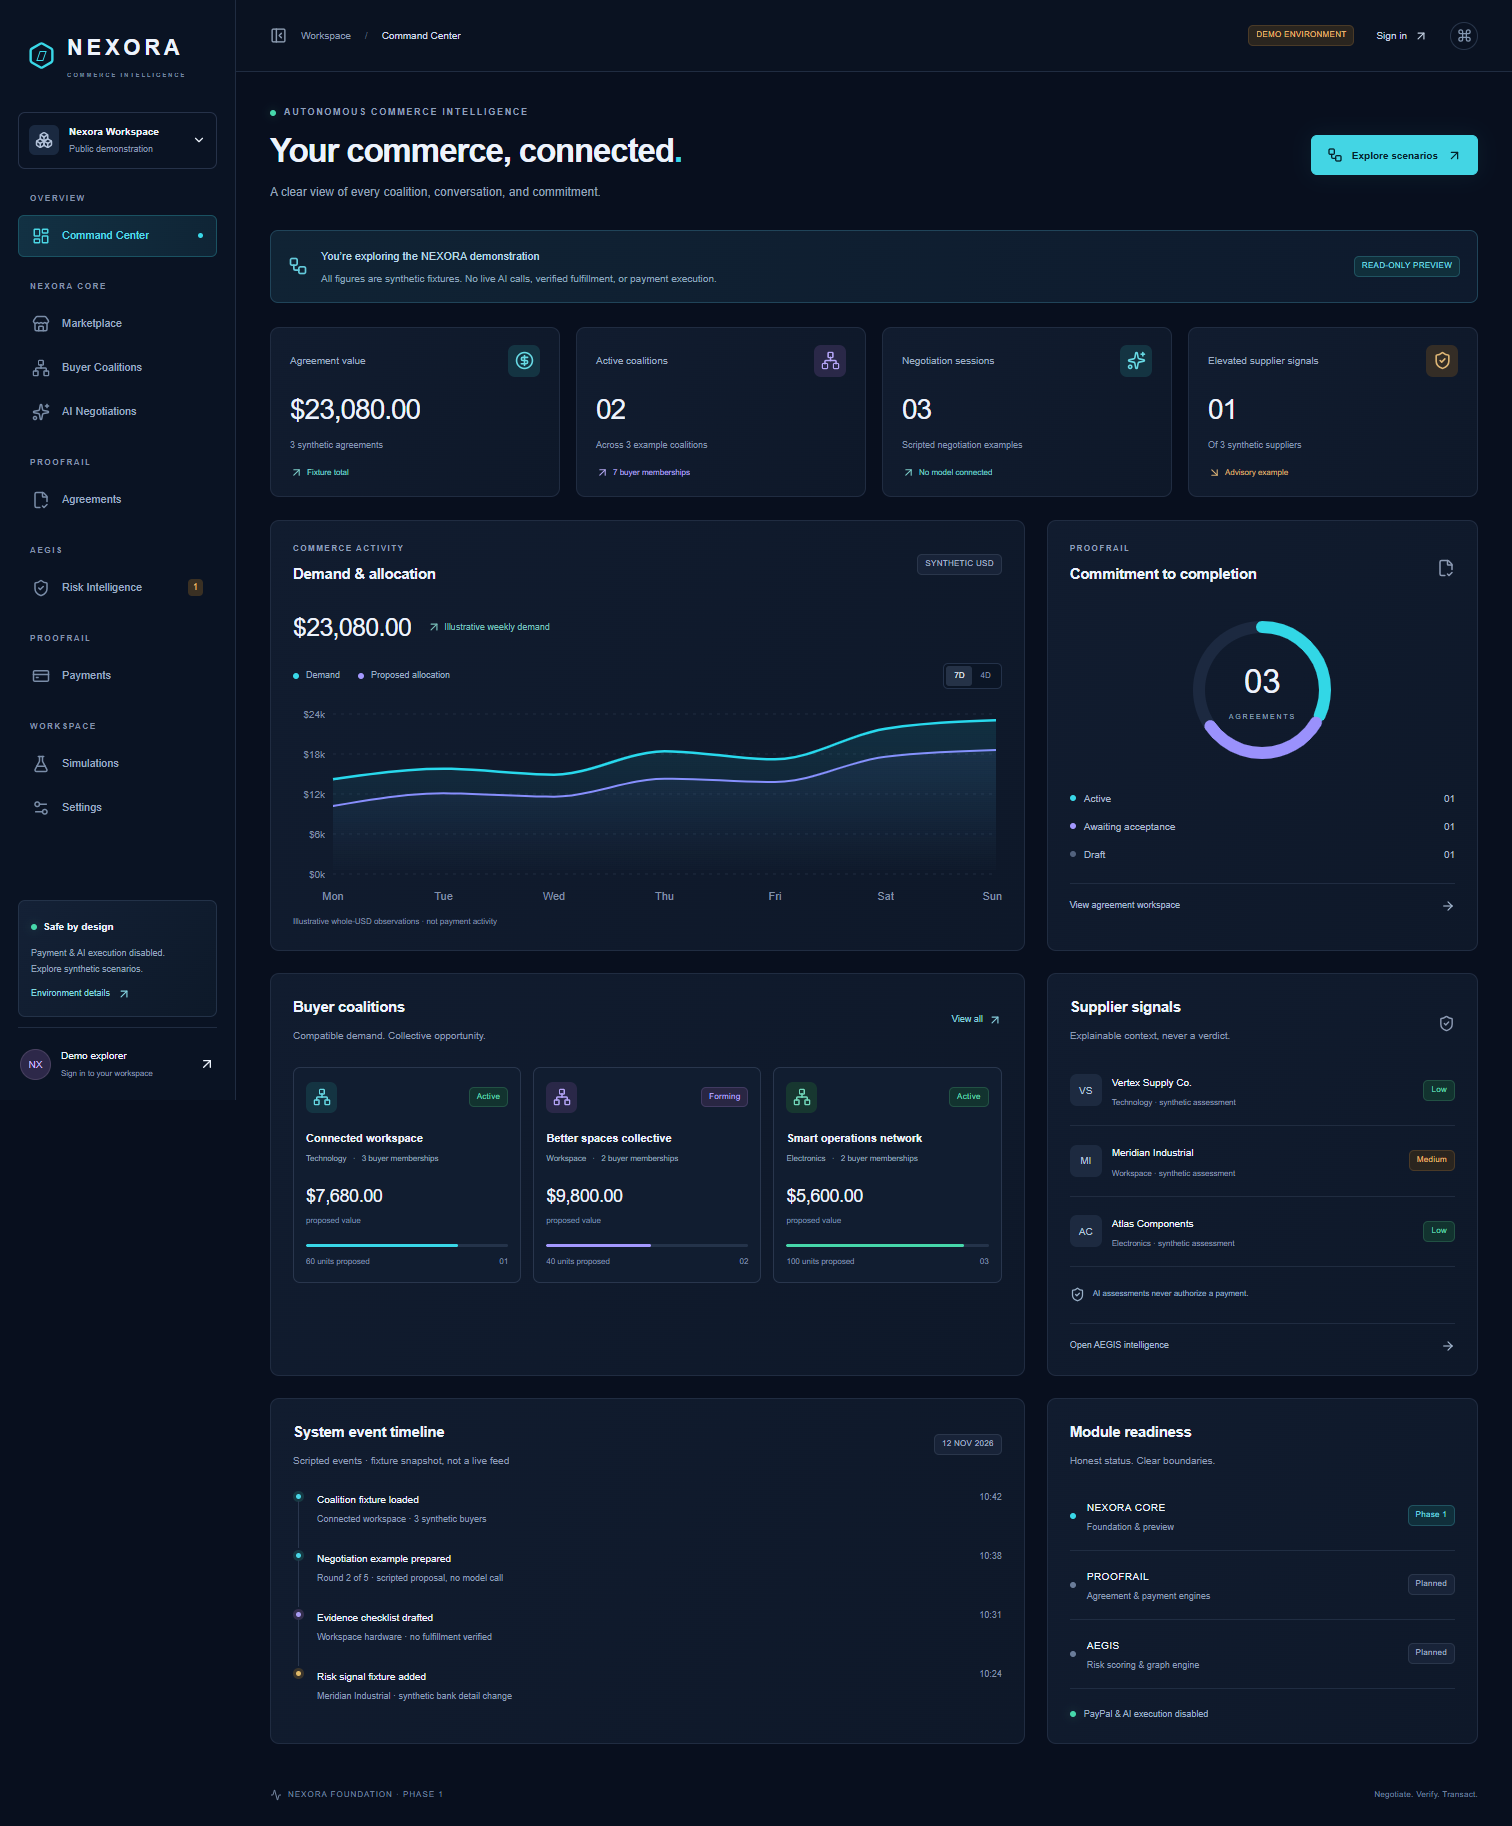 NEXORA
COMMERCE INTELLIGENCE
Nexora Workspace
Public demonstration
OVERVIEW
Command Center
NEXORA CORE
Marketplace
Buyer Coalitions
AI Negotiations
PROOFRAIL
Agreements
AEGIS
Risk Intelligence 1
PROOFRAIL
Payments
WORKSPACE
Simulations
Settings
Safe by design
Payment & AI execution disabled.
Explore synthetic scenarios.
Environment details
NX
Demo explorer
Sign in to your workspace
Workspace / Command Center
DEMO ENVIRONMENT
Sign in
AUTONOMOUS COMMERCE INTELLIGENCE
Your commerce, connected.
A clear view of every coalition, conversation, and commitment.
Explore scenarios
You're exploring the NEXORA demonstration
All figures are synthetic fixtures. No live AI calls, verified fulfillment, or payment execution.
READ-ONLY PREVIEW
Agreement value
$23,080.00
3 synthetic agreements
Fixture total
Active coalitions
02
Across 3 example coalitions
7 buyer memberships
Negotiation sessions
03
Scripted negotiation examples
No model connected
Elevated supplier signals
01
Of 3 synthetic suppliers
Advisory example
COMMERCE ACTIVITY
Demand & allocation
SYNTHETIC USD
$23,080.00
Illustrative weekly demand
Demand
Proposed allocation
7D 4D
$24k
$18k
$12k
$6k
$0k
Mon Tue Wed Thu Fri Sat Sun
Illustrative whole-USD observations · not payment activity
PROOFRAIL
Commitment to completion
03
AGREEMENTS
Active 01
Awaiting acceptance 01
Draft 01
View agreement workspace
Buyer coalitions
Compatible demand. Collective opportunity.
View all
Active
Connected workspace
Technology · 3 buyer memberships
$7,680.00
proposed value
60 units proposed 01
Forming
Better spaces collective
Workspace · 2 buyer memberships
$9,800.00
proposed value
40 units proposed 02
Active
Smart operations network
Electronics · 2 buyer memberships
$5,600.00
proposed value
100 units proposed 03
Supplier signals
Explainable context, never a verdict.
VS
Vertex Supply Co.
Technology · synthetic assessment
Low
MI
Meridian Industrial
Workspace · synthetic assessment
Medium
AC
Atlas Components
Electronics · synthetic assessment
Low
AI assessments never authorize a payment.
Open AEGIS intelligence
System event timeline
Scripted events · fixture snapshot, not a live feed
12 NOV 2026
Coalition fixture loaded 10:42
Connected workspace · 3 synthetic buyers
Negotiation example prepared 10:38
Round 2 of 5 · scripted proposal, no model call
Evidence checklist drafted 10:31
Workspace hardware · no fulfillment verified
Risk signal fixture added 10:24
Meridian Industrial · synthetic bank detail change
Module readiness
Honest status. Clear boundaries.
NEXORA CORE
Foundation & preview
Phase 1
PROOFRAIL
Agreement & payment engines
Planned
AEGIS
Risk scoring & graph engine
Planned
PayPal & AI execution disabled
NEXORA FOUNDATION · PHASE 1
Negotiate. Verify. Transact.